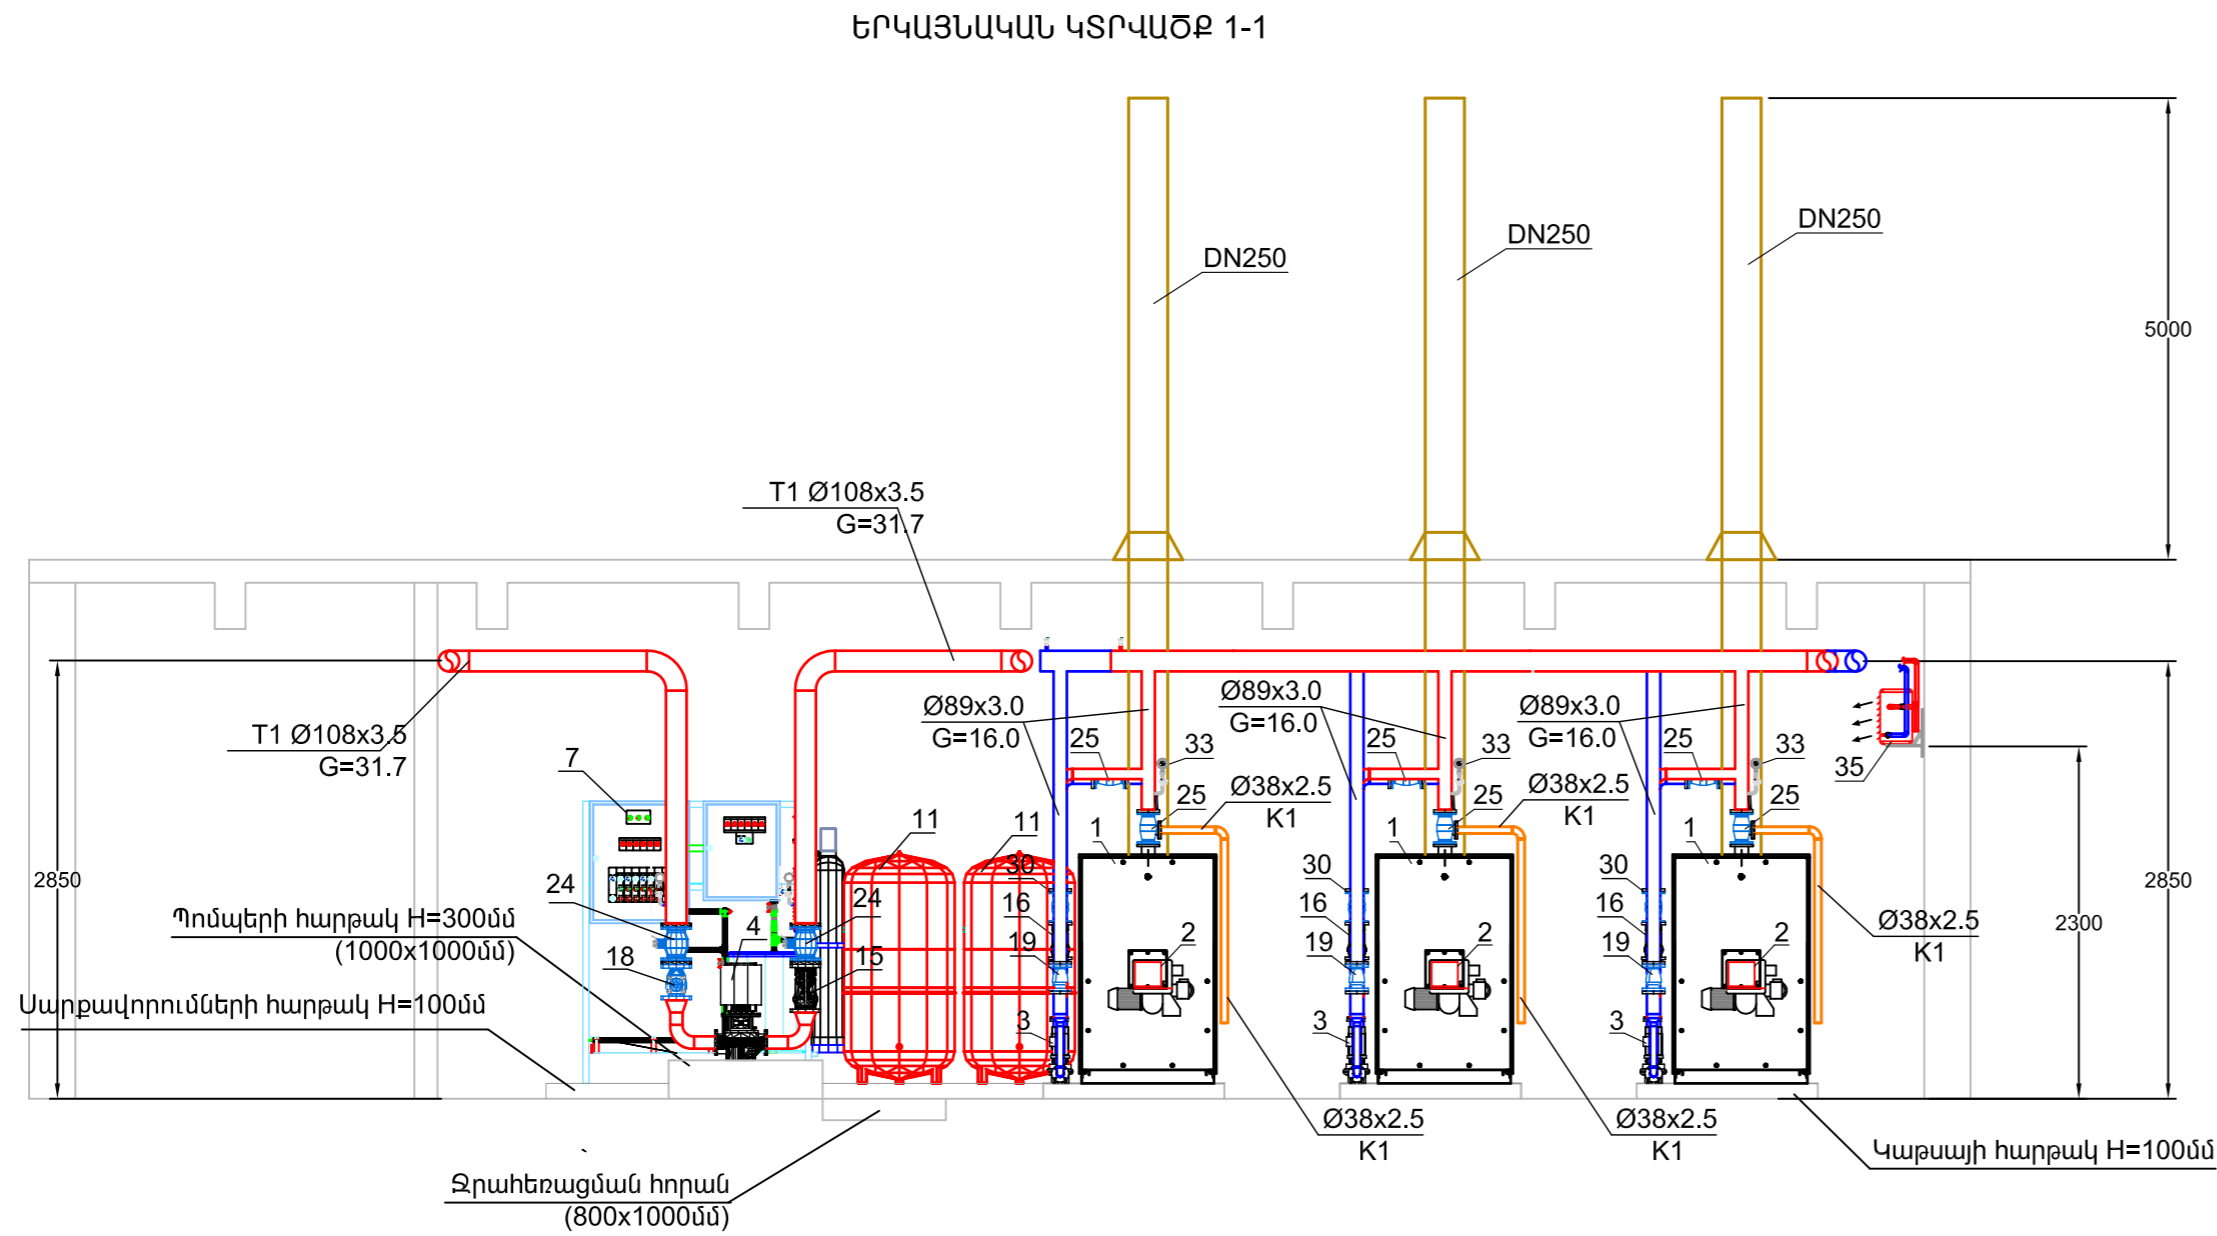 ԵՐԿԱՅՆԱԿԱՆ ԿՏՐՎԱԾՔ 1-1
DN250
DN250
DN250
5000
T1 Ø108x3.5
G=31.7
T1 Ø108x3.5
G=31.7
Ø89x3.0
G=16.0
Ø89x3.0
G=16.0
Ø89x3.0
G=16.0
25
33
25
33
25
33
35
7
Ø38x2.5
K1
Ø38x2.5
K1
25
25
25
11
11
1
1
1
2850
2850
2300
30
30
30
24
24
16
16
16
Պոմպերի հարթակ H=300մմ
(1000x1000մմ)
4
2
2
2
Ø38x2.5
K1
19
19
19
18
15
Սարքավորումների հարթակ H=100մմ
3
3
3
Ø38x2.5
K1
Ø38x2.5
K1
Կաթսայի հարթակ H=100մմ
Ջրահեռացման հորան
(800x1000մմ)